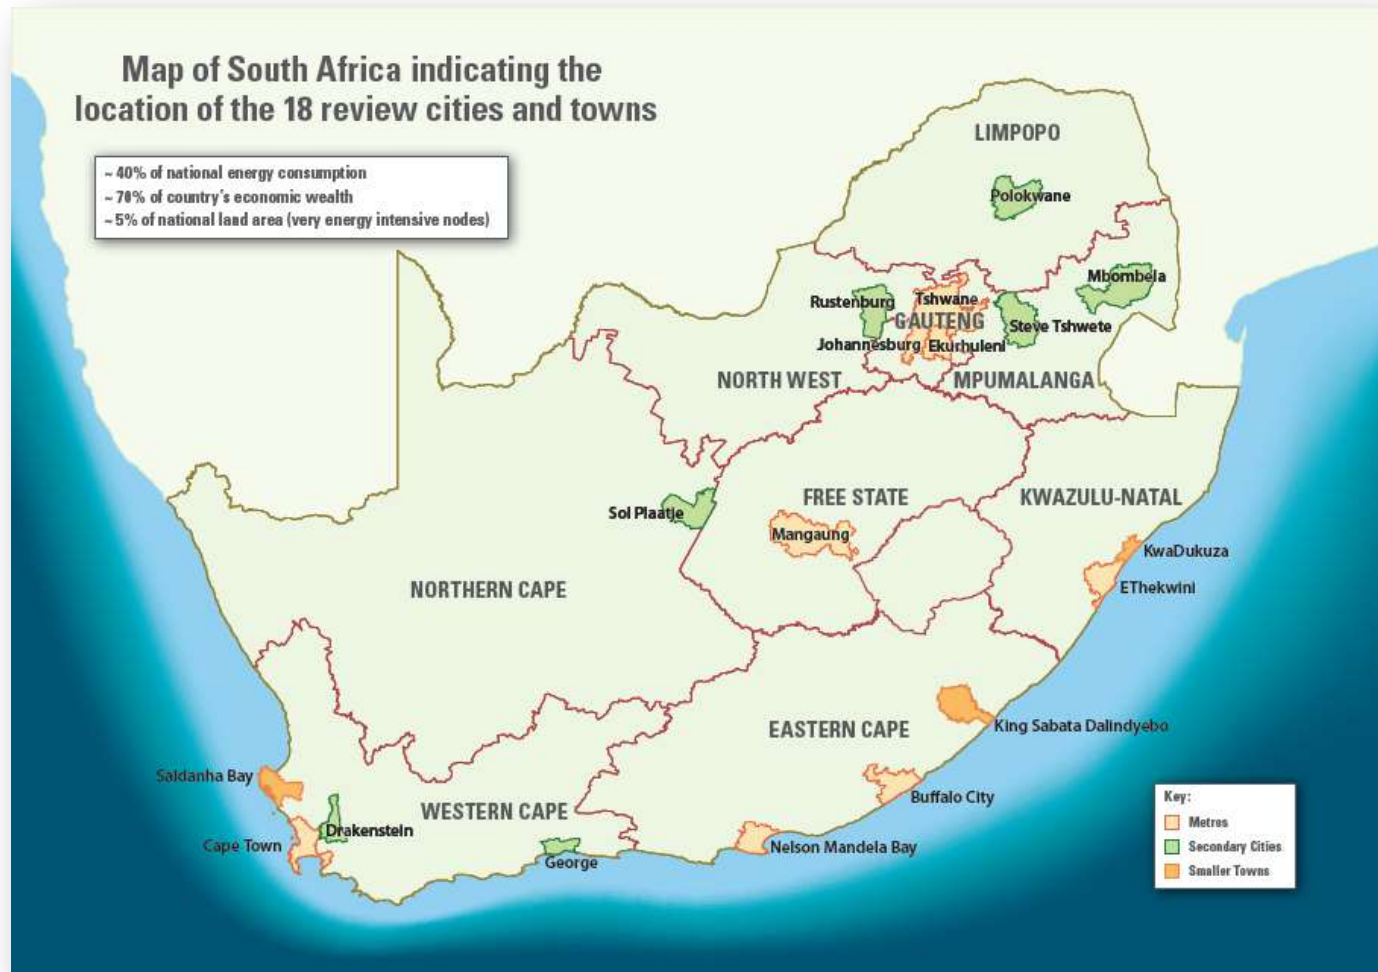 Map of South Africa indicating the
location of the 18 review cities and towns
~ 40% of national energy consumption
~ 70% of country's economic wealth
~ 5% of national land area (very energy intensive nodes)
LIMPOPO
Polokwane
Mbombela
Rustenburg
Tshwane
GAUTENG
Steve Tshwete
Johannesburg
Ekurhuleni
NORTH WEST
MPUMALANGA
Sol Plaatje
FREE STATE
KWAZULU-NATAL
Mangaung
KwaDukuza
EThekwini
NORTHERN CAPE
EASTERN CAPE
King Sabata Dalindyebo
Saldanha Bay
Buffalo City
WESTERN CAPE
Drakenstein
Cape Town
George
Nelson Mandela Bay
Key:
Metros
Secondary Cities
Smaller Towns